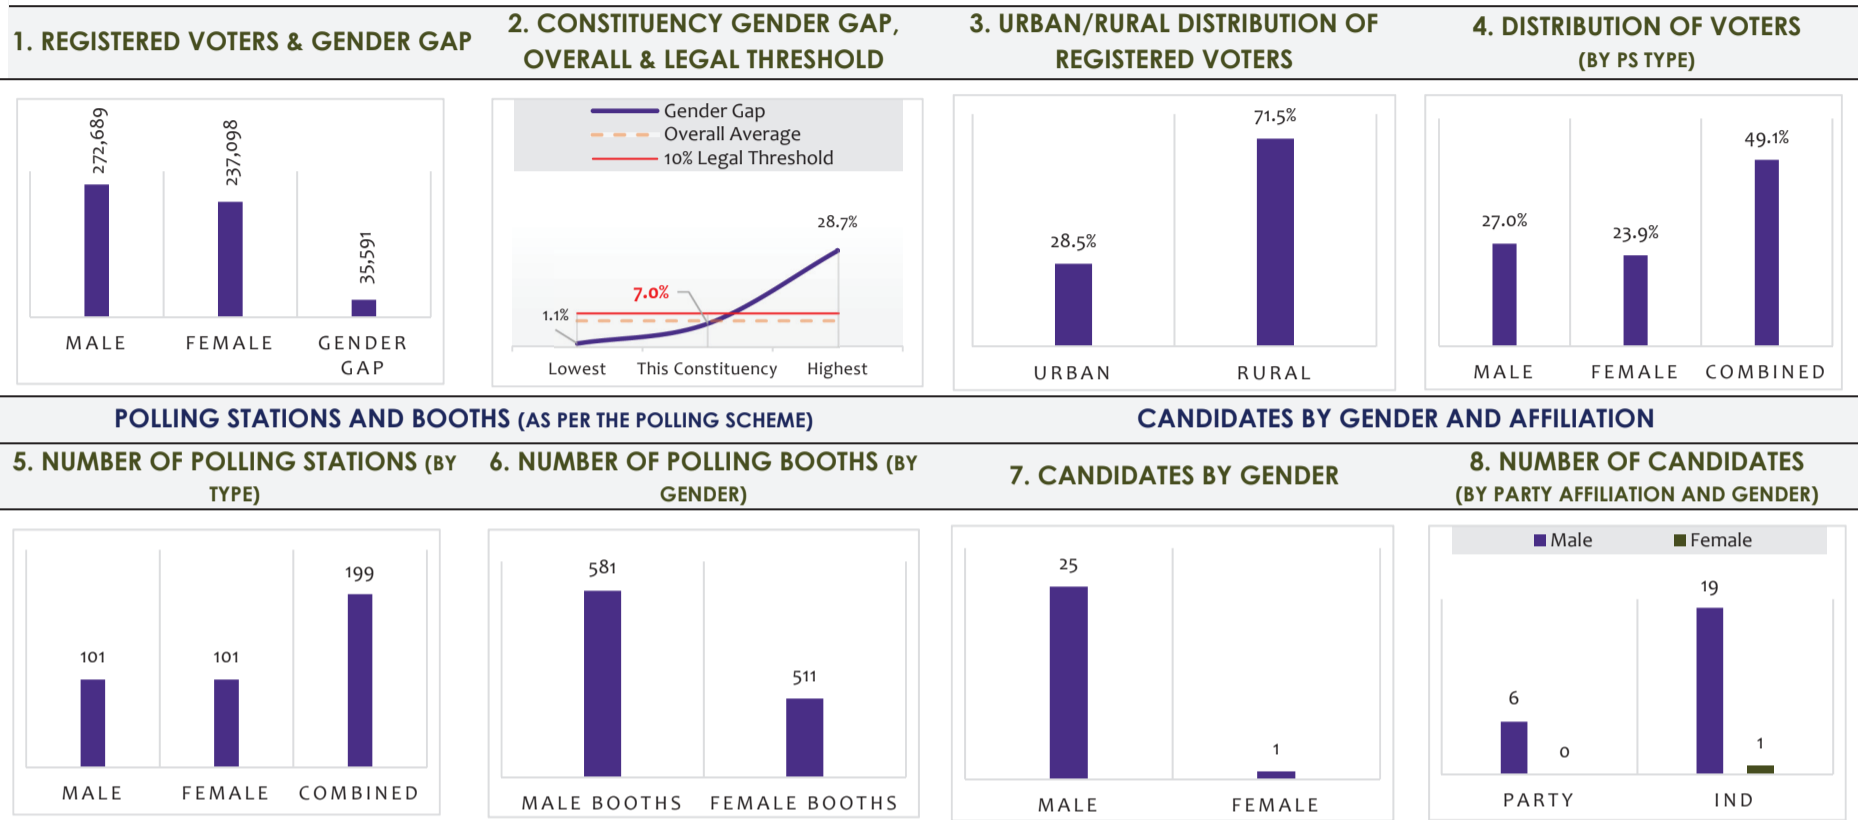 1. REGISTERED VOTERS & GENDER GAP
272,689
237,098
35,591
MALE
FEMALE
GENDER
GAP
2. CONSTITUENCY GENDER GAP,
OVERALL & LEGAL THRESHOLD
Gender Gap
Overall Average
10% Legal Threshold
28.7%
7.0%
1.1%
Lowest
This Constituency
Highest
3. URBAN/RURAL DISTRIBUTION OF
REGISTERED VOTERS
71.5%
28.5%
URBAN
RURAL
4. DISTRIBUTION OF VOTERS
(BY PS TYPE)
49.1%
27.0%
23.9%
MALE
FEMALE
COMBINED
POLLING STATIONS AND BOOTHS (AS PER THE POLLING SCHEME)
CANDIDATES BY GENDER AND AFFILIATION
5. NUMBER OF POLLING STATIONS (BY
TYPE)
199
101
101
MALE
FEMALE
COMBINED
6. NUMBER OF POLLING BOOTHS (BY
GENDER)
581
511
MALE BOOTHS
FEMALE BOOTHS
7. CANDIDATES BY GENDER
25
1
MALE
FEMALE
8. NUMBER OF CANDIDATES
(BY PARTY AFFILIATION AND GENDER)
Male
Female
19
6
0
1
PARTY
IND